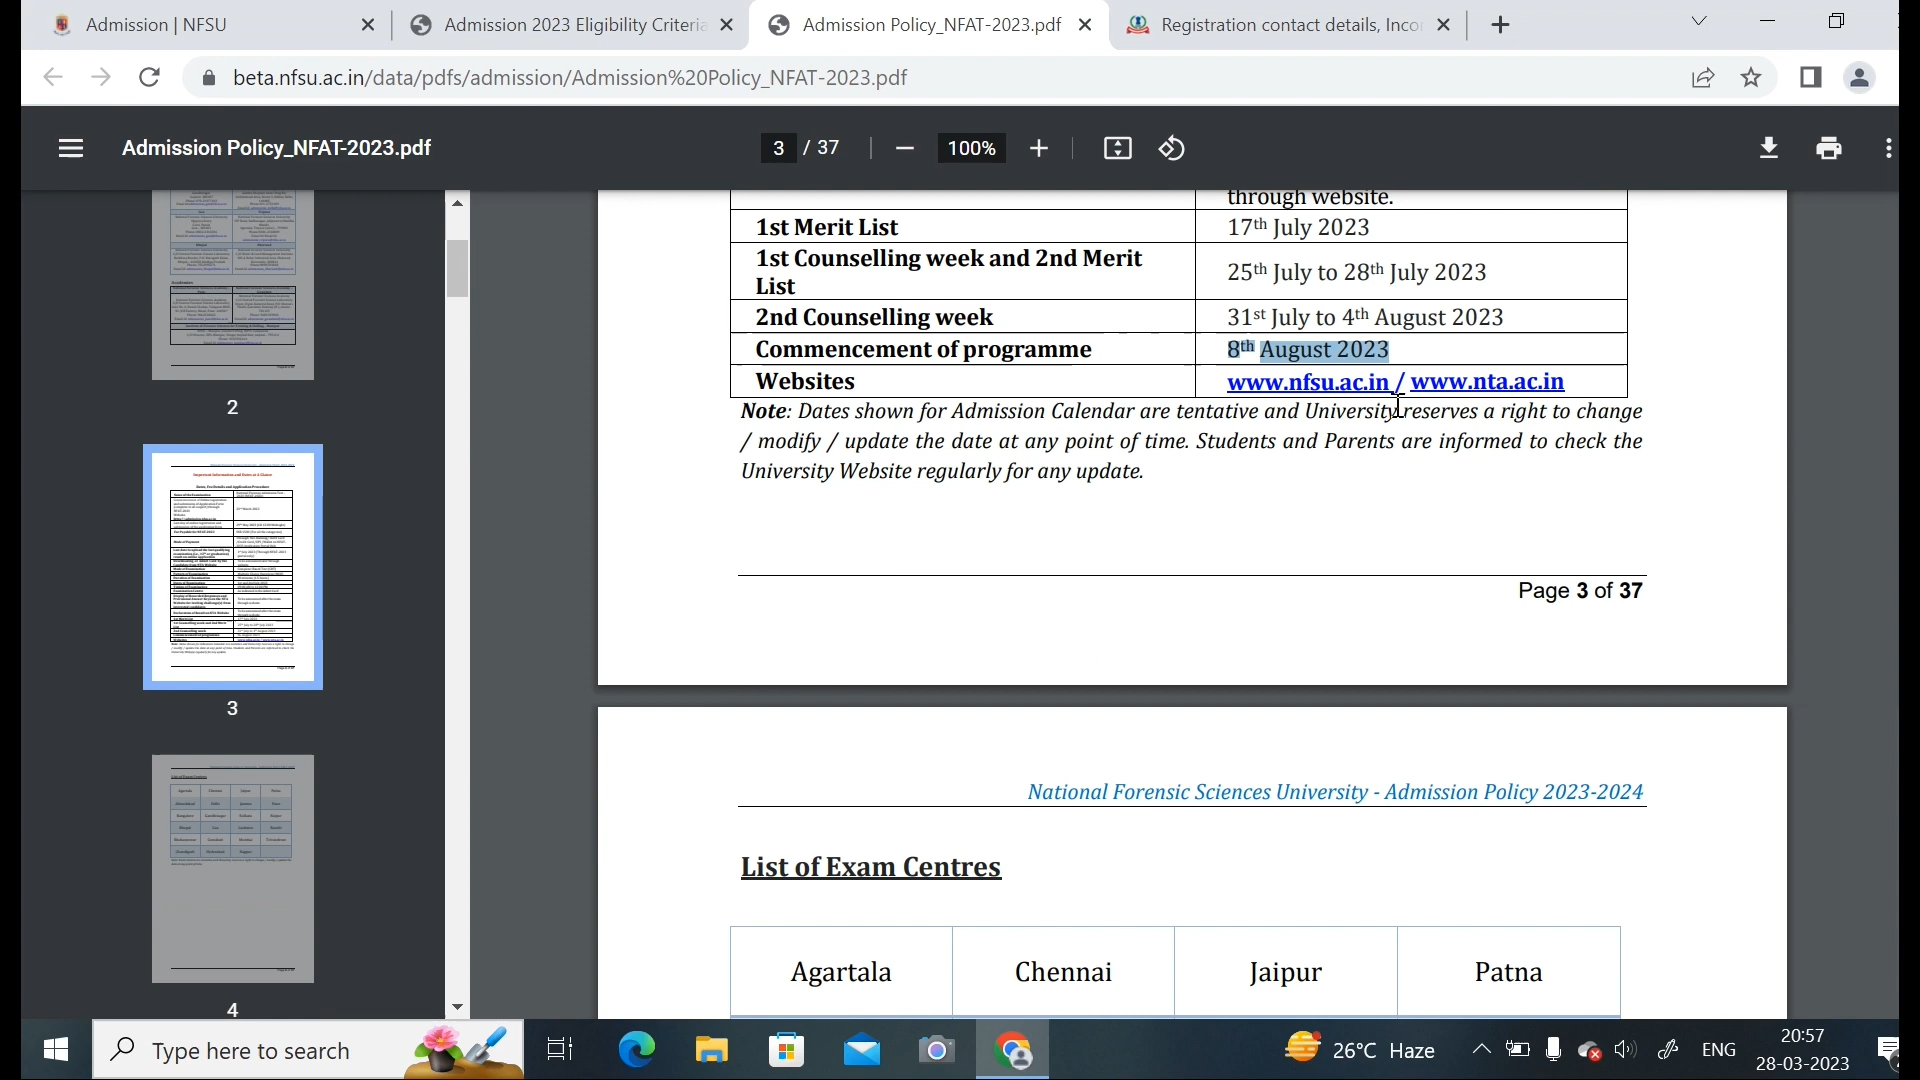 Admission | NFSU
Admission 2023 Eligibility Criteria
Admission Policy_NFAT-2023.pdf
Registration contact details, Incor
beta.nfsu.ac.in/data/pdfs/admission/Admission%20Policy_NFAT-2023.pdf
Admission Policy_NFAT-2023.pdf
3 / 37
100%
through website.
1st Merit List
17th July 2023
1st Counselling week and 2nd Merit
List
25th July to 28th July 2023
2nd Counselling week
31st July to 4th August 2023
Commencement of programme
8th August 2023
Websites
www.nfsu.ac.in / www.nta.ac.in
Note: Dates shown for Admission Calendar are tentative and University reserves a right to change
/ modify / update the date at any point of time. Students and Parents are informed to check the
University Website regularly for any update.
Page 3 of 37
National Forensic Sciences University - Admission Policy 2023-2024
List of Exam Centres
Agartala
Chennai
Jaipur
Patna
2
3
4
Type here to search
26°C Haze
ENG
20:57
28-03-2023